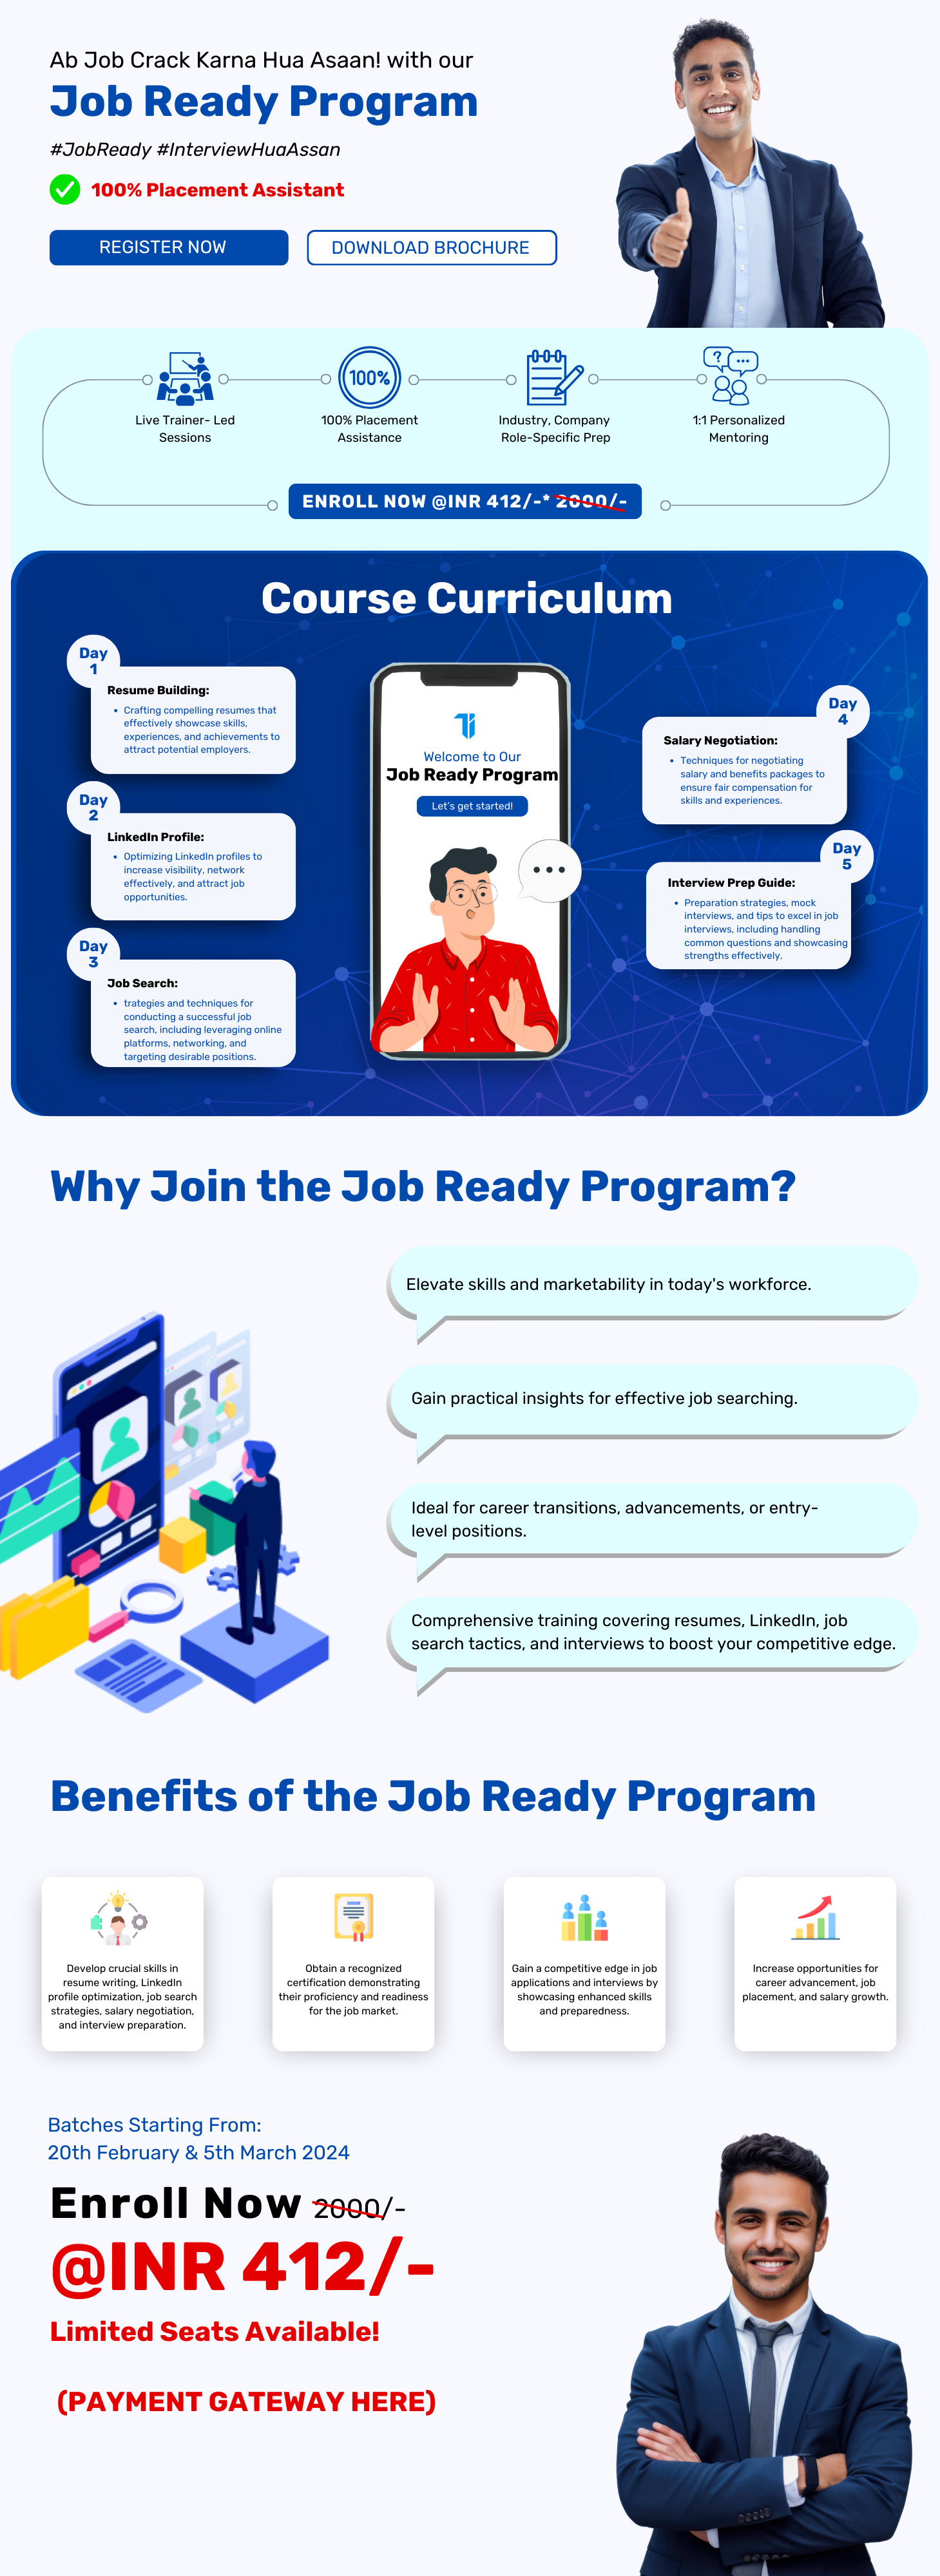 Ab Job Crack Karna Hua Asaan! with our
Job Ready Program
#JobReady #InterviewHuaAssan
100% Placement Assistant
REGISTER NOW
DOWNLOAD BROCHURE
Live Trainer- Led
Sessions
100%
100% Placement
Assistance
Industry, Company
Role-Specific Prep
?
1:1 Personalized
Mentoring
ENROLL NOW @INR 412/-* 2000/-
Course Curriculum
Day
1
Resume Building:
• Crafting compelling resumes that
effectively showcase skills,
experiences, and achievements to
attract potential employers.
Day
2
LinkedIn Profile:
• Optimizing LinkedIn profiles to
increase visibility, network
effectively, and attract job
opportunities.
Day
3
Job Search:
• trategies and techniques for
conducting a successful job
search, including leveraging online
platforms, networking, and
targeting desirable positions.
Welcome to Our
Job Ready Program
Let's get started!
Day
4
Salary Negotiation:
• Techniques for negotiating
salary and benefits packages to
ensure fair compensation for
skills and experiences.
Day
5
Interview Prep Guide:
• Preparation strategies, mock
interviews, and tips to excel in job
interviews, including handling
common questions and showcasing
strengths effectively.
Why Join the Job Ready Program?
Elevate skills and marketability in today's workforce.
Gain practical insights for effective job searching.
Ideal for career transitions, advancements, or entry-
level positions.
Comprehensive training covering resumes, LinkedIn, job
search tactics, and interviews to boost your competitive edge.
Benefits of the Job Ready Program
Develop crucial skills in
resume writing, LinkedIn
profile optimization, job search
strategies, salary negotiation,
and interview preparation.
Obtain a recognized
certification demonstrating
their proficiency and readiness
for the job market.
Gain a competitive edge in job
applications and interviews by
showcasing enhanced skills
and preparedness.
Increase opportunities for
career advancement, job
placement, and salary growth.
Batches Starting From:
20th February & 5th March 2024
Enroll Now 2000/-
@INR 412/-
Limited Seats Available!
(PAYMENT GATEWAY HERE)